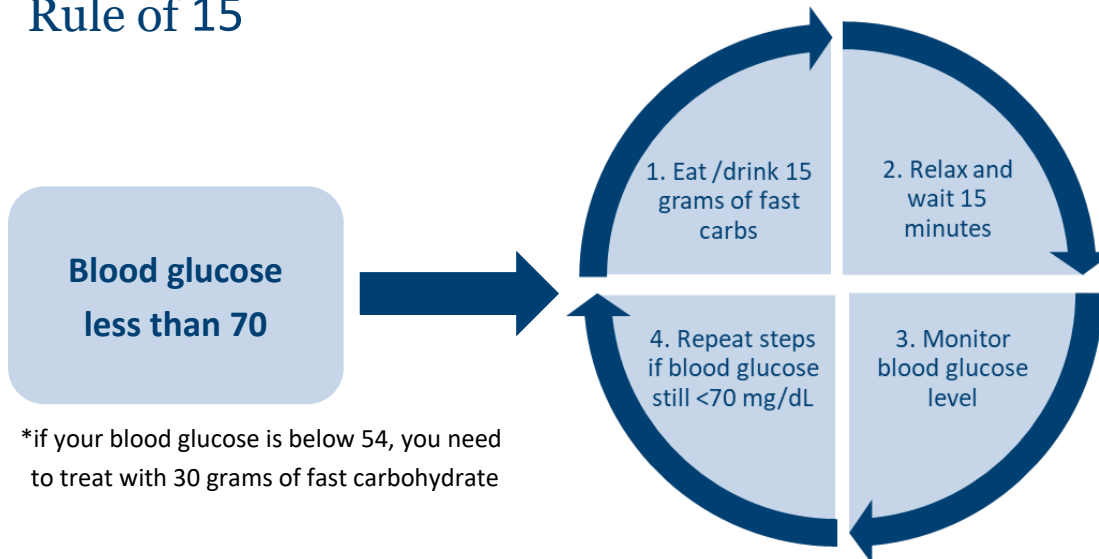 Rule of 15
Blood glucose
less than 70
*if your blood glucose is below 54, you need
to treat with 30 grams of fast carbohydrate
1. Eat /drink 15
grams of fast
carbs
2. Relax and
wait 15
minutes
3. Monitor
blood glucose
level
4. Repeat steps
if blood glucose
still <70 mg/dL